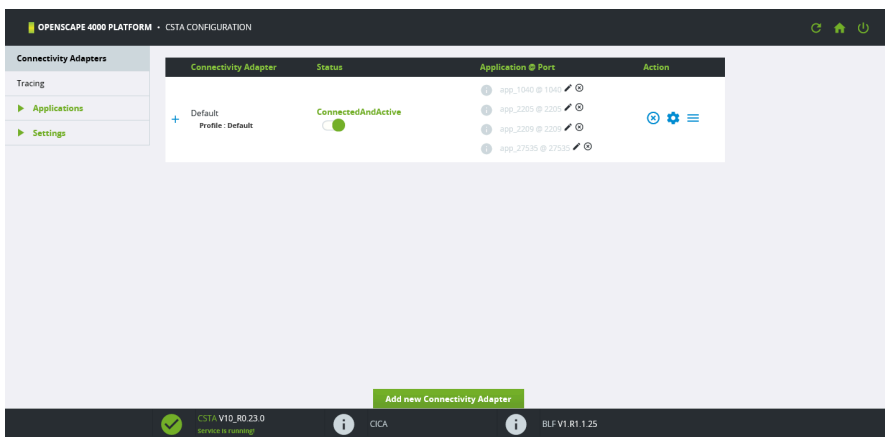 OPENSCAPE 4000 PLATFORM • CSTA CONFIGURATION
Connectivity Adapters
Tracing
Applications
Settings
Connectivity Adapter Status Application @ Port Action
Default
Profile : Default
ConnectedAndActive
app_1040 @ 1040
app_2205 @ 2205
app_2209 @ 2209
app_27535 @ 27535
Add new Connectivity Adapter
CSTA V10_R0.23.0
Service is running!
CICA
BLF V1.R1.1.25